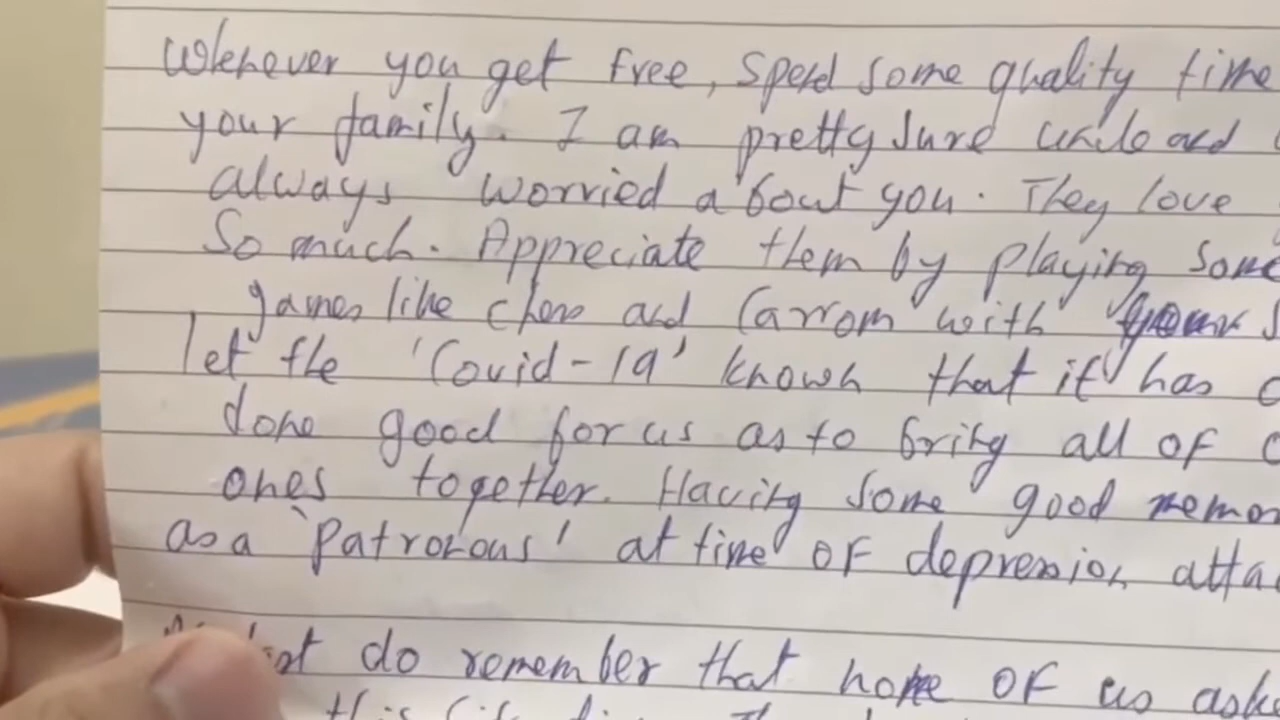 Whenever you get free, Spend some quality time
your family. I am pretty sure uncle and
always worried about you. They love
So much. Appreciate them by playing some
games like chess and Carrom with your
let the 'Covid-19' known that it has
done good for us as to bring all of
ones together. Having some good
as a 'Patronous' at time of depression
do remember that none of us
this